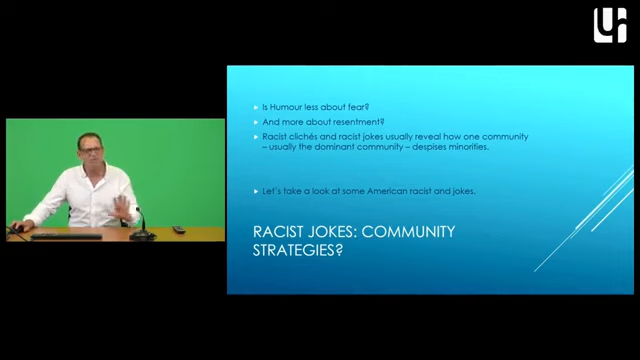 Is Humour less about fear?
And more about resentment?
Racist clichés and racist jokes usually reveal how one community
– usually the dominant community – despises minorities.
Let's take a look at some American racist and jokes.
RACIST JOKES: COMMUNITY
STRATEGIES?